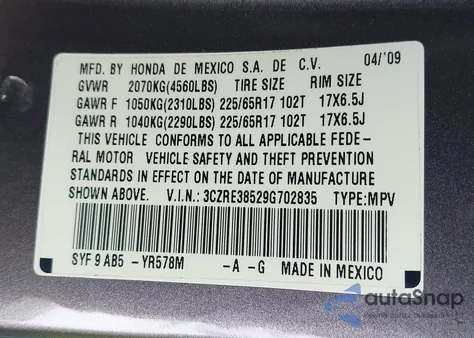 MFD. BY HONDA DE MEXICO S.A. DE C.V. 04/'09
GVWR 2070KG(4560LBS) TIRE SIZE RIM SIZE
GAWR F 1050KG(2310LBS) 225/65R17 102T 17X6.5J
GAWR R 1040KG(2290LBS) 225/65R17 102T 17X6.5J
THIS VEHICLE CONFORMS TO ALL APPLICABLE FEDE-
RAL MOTOR VEHICLE SAFETY AND THEFT PREVENTION
STANDARDS IN EFFECT ON THE DATE OF MANUFACTURE
SHOWN ABOVE. V.I.N.: 3CZRE38529G702835 TYPE:MPV
SYF 9 AB5 -YR578M -A -G MADE IN MEXICO
autoSnap